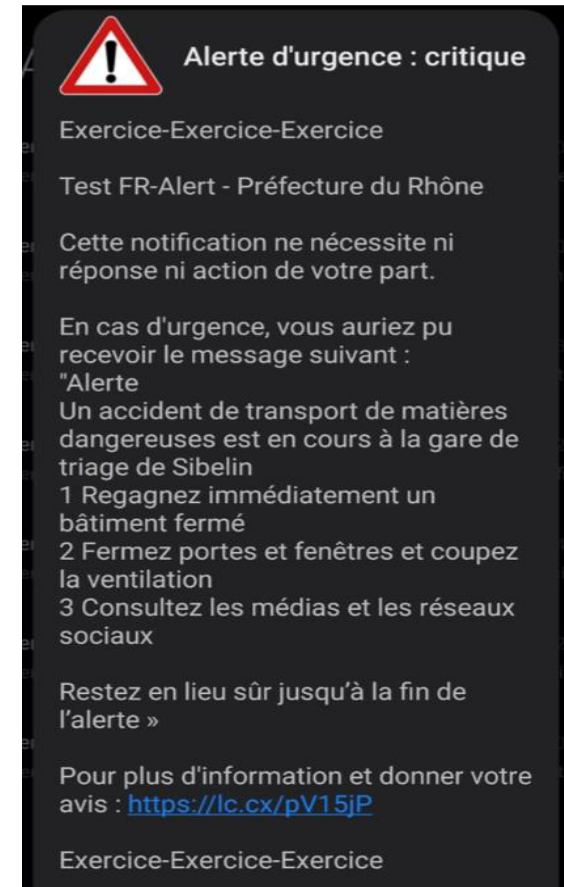 Alerte d'urgence : critique
Exercice-Exercice-Exercice
Test FR-Alert - Préfecture du Rhône
Cette notification ne nécessite ni
réponse ni action de votre part.
En cas d'urgence, vous auriez pu
recevoir le message suivant :
"Alerte
Un accident de transport de matières
dangereuses est en cours à la gare de
triage de Sibelin
1 Regagnez immédiatement un
bâtiment fermé
2 Fermez portes et fenêtres et coupez
la ventilation
3 Consultez les médias et les réseaux
sociaux
Restez en lieu sûr jusqu’à la fin de
l’alerte »
Pour plus d'information et donner votre
avis : https://lc.cx/pV15jP
Exercice-Exercice-Exercice